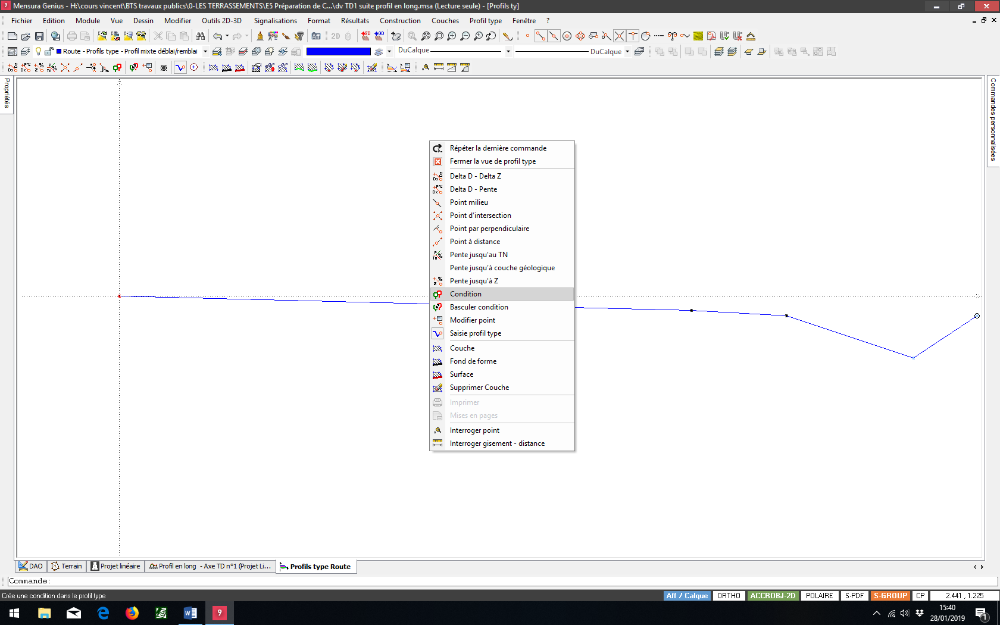 Mensura Genius - H:\cours vincent\BTS travaux publics\0-LES TERRASSEMENTS\E5 Préparation de C...\dv TD1 suite profil en long.msa (Lecture seule) - [Profils ty]
Fichier Edition Module Vue Dessin Modifier Outils 2D-3D Signalisations Format Résultats Construction Couches Profil type Fenêtre ?
Route - Profils type - Profil mixte déblai/remblai DuCalque DuCalque
Propriétés
Commandes personnalisées
Répéter la dernière commande
Fermer la vue de profil type
Delta D - Delta Z
Delta D - Pente
Point milieu
Point d'intersection
Point par perpendiculaire
Point à distance
Pente jusqu'au TN
Pente jusqu'à couche géologique
Pente jusqu'à Z
Condition
Basculer condition
Modifier point
Saisie profil type
Couche
Fond de forme
Surface
Supprimer Couche
Imprimer
Mises en pages
Interroger point
Interroger gisement - distance
DAO Terrain Projet linéaire Profil en long - Axe TD n°1 (Projet Li... Profils type Route
Commande:
Crée une condition dans le profil type Aff / Calque ORTHO ACCROBJ-2D POLAIRE S-PDF S-GROUP CP 2.441 , 1.225
15:40
28/01/2019